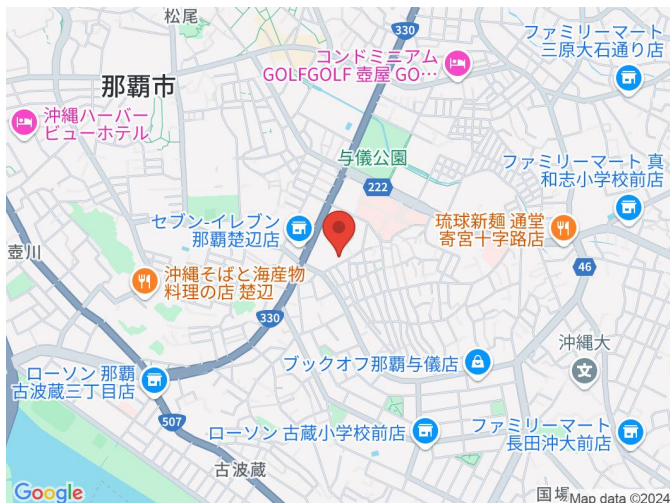 松尾
330
ファミリーマート
三原大石通り店
コンドミニアム
GOLFGOLF 壺屋 GO…
那覇市
沖縄ハーバー
ビューホテル
与儀公園
222
ファミリーマート 真
和志小学校前店
セブン-イレブン
那覇楚辺店
琉球新麺 通堂
寄宮十字路店
壺川
沖縄そばと海産物
料理の店 楚辺
46
330
ブックオフ那覇与儀店
沖縄大
文
ローソン 那覇
古波蔵三丁目店
507
ローソン 古蔵小学校前店
ファミリーマート
長田沖大前店
古波蔵
国場
Google
Map data ©2024